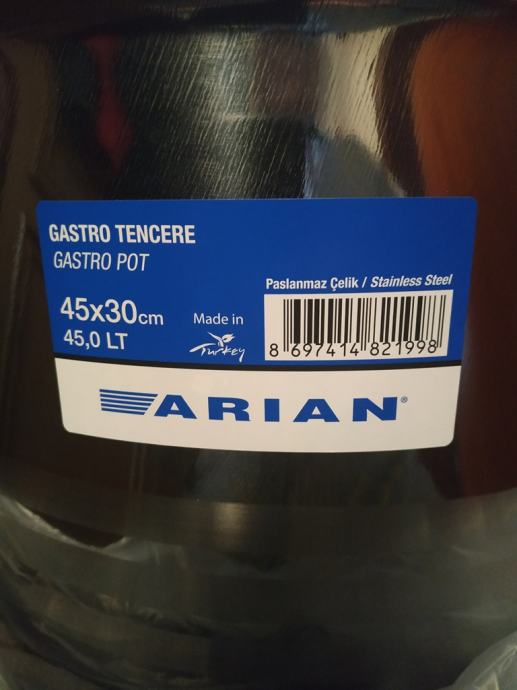 GASTRO TENCERE
GASTRO POT
45x30cm
45,0 LT
Made in
Turkey
Paslanmaz Çelik / Stainless Steel
8 697414 821998
ARIAN®